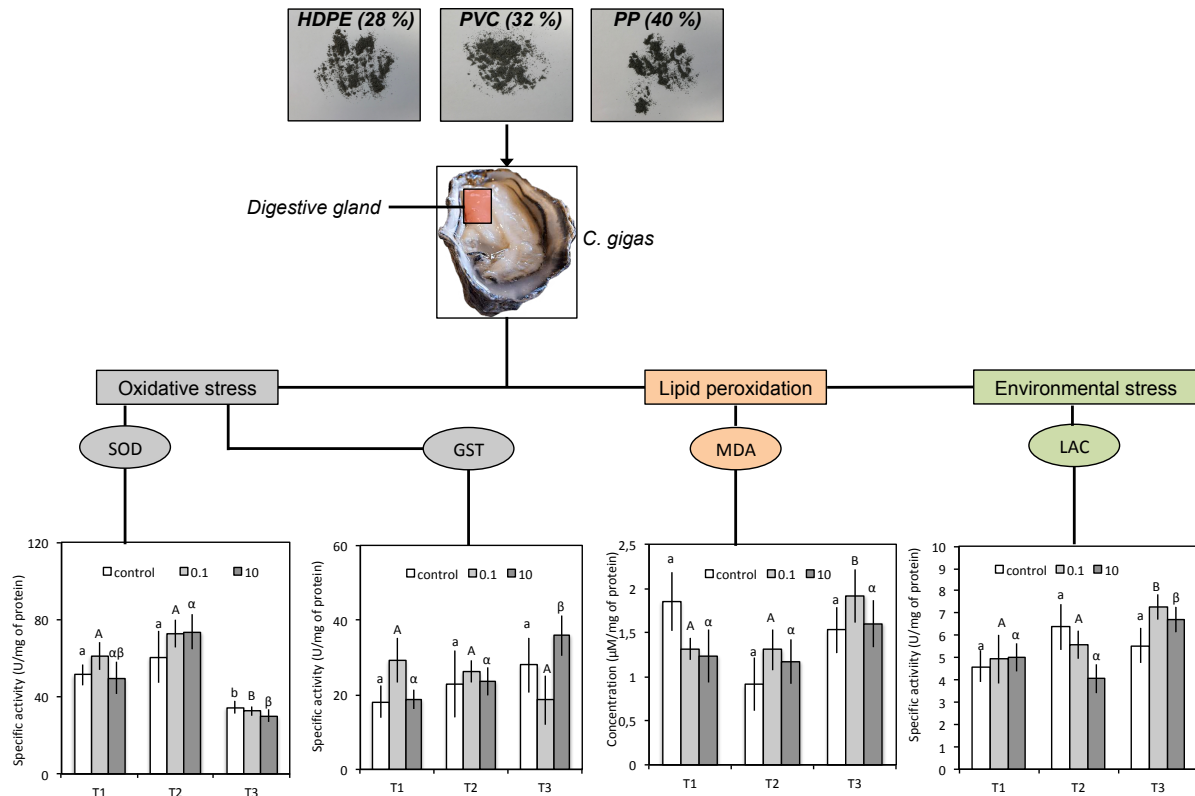 HDPE (28 %)
PVC (32 %)
PP (40 %)
Digestive gland
C. gigas
Oxidative stress
Lipid peroxidation
Environmental stress
SOD
GST
MDA
LAC
Specific activity (U/mg of protein)
120
80
40
0
control 0.1 10
a A αβ
a A α
b B β
T1 T2 T3
Specific activity (U/mg of protein)
60
40
20
0
control 0.1 10
a A α
a A α
a A β
T1 T2 T3
Concentration (µM/mg of protein)
2,5
2
1,5
1
0,5
0
control 0.1 10
a A α
a A α
a B α
T1 T2 T3
Specific activiity (U/mg of protein)
10
9
8
7
6
5
4
3
2
1
0
control 0.1 10
a A α
a A α
a B β
T1 T2 T3